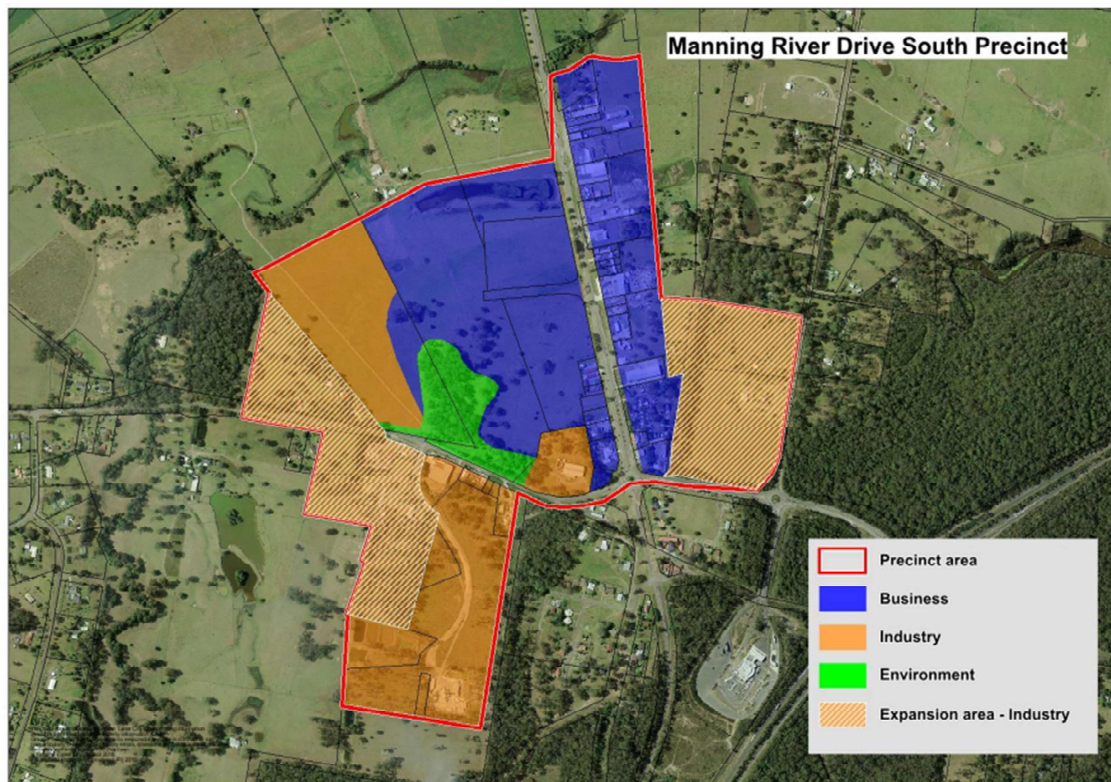 Manning River Drive South Precinct
Precinct area
Business
Industry
Environment
Expansion area - Industry